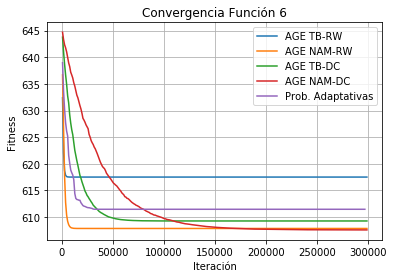 Convergencia Función 6
AGE TB-RW
AGE NAM-RW
AGE TB-DC
AGE NAM-DC
Prob. Adaptativas
Fitness
645
640
635
630
625
620
615
610
0 50000 100000 150000 200000 250000 300000
Iteración